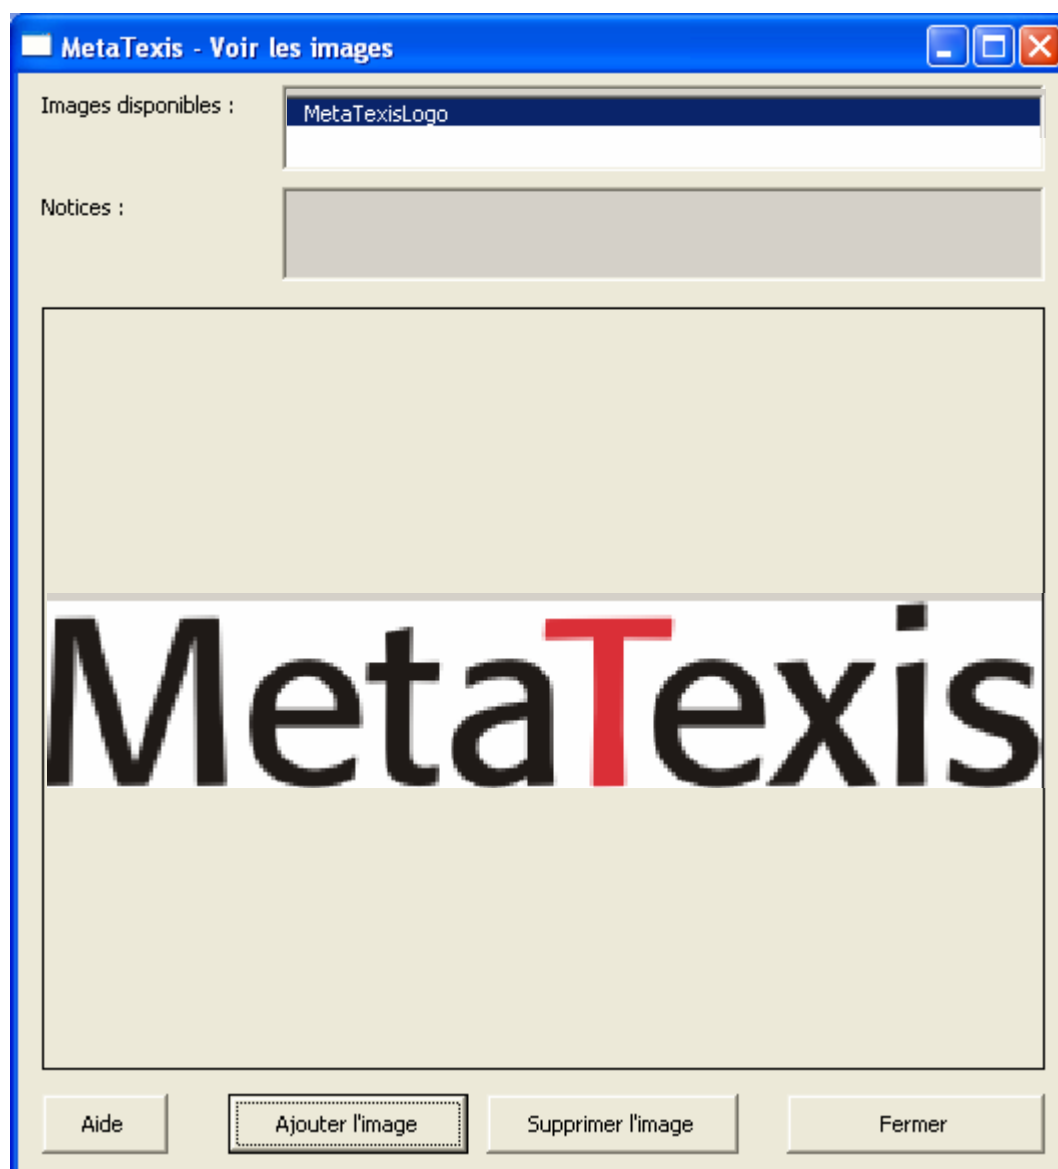 MetaTexis - Voir les images
Images disponibles :
MetaTexisLogo
Notices :
MetaTexis
Aide
Ajouter l'image
Supprimer l'image
Fermer